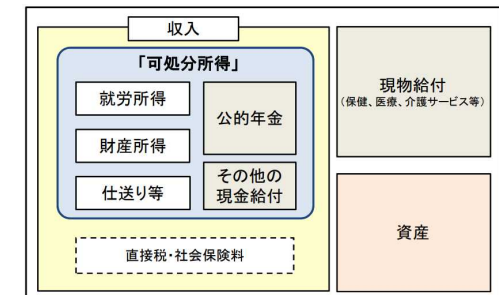 収入
「可処分所得」
就労所得
財産所得
仕送り等
公的年金
その他の
現金給付
直接税・社会保険料
現物給付
(保健、医療、介護サービス等)
資産